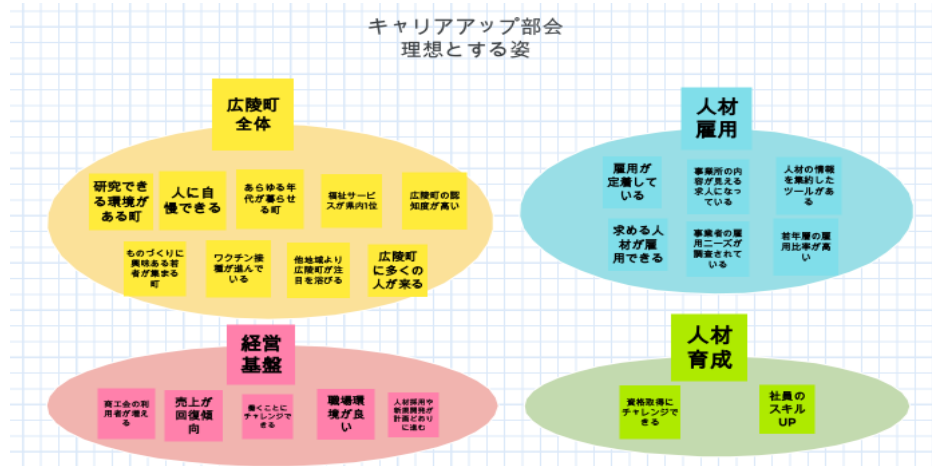 キャリアアップ部会
理想とする姿
広陵町
全体
研究でき
る環境が
ある町
人に自
慢できる
あらゆる年
代が暮らせ
る町
福祉サービ
スが県内1位
広陵町の認
知度が高い
ものづくりに
興味ある若
者が集まる
町
ワクチン接
種が進んで
いる
他地域より
広陵町が注
目を浴びる
広陵町
に多くの
人が来る
人材
雇用
雇用が
定着して
いる
事業所の内
容が見える
求人になっ
ている
人材の情報
を集約した
ツールがあ
る
求める人
材が雇
用できる
事業者の雇
用ニーズが
調査されて
いる
若年層の雇
用比率が高
い
経営
基盤
商工会の利
用者が増え
る
売上が
回復傾
向
働くことに
チャレンジで
きる
職場環
境が良
い
人材採用や
新規開発が
計画どおり
に進む
人材
育成
資格取得に
チャレンジで
きる
社員の
スキル
UP